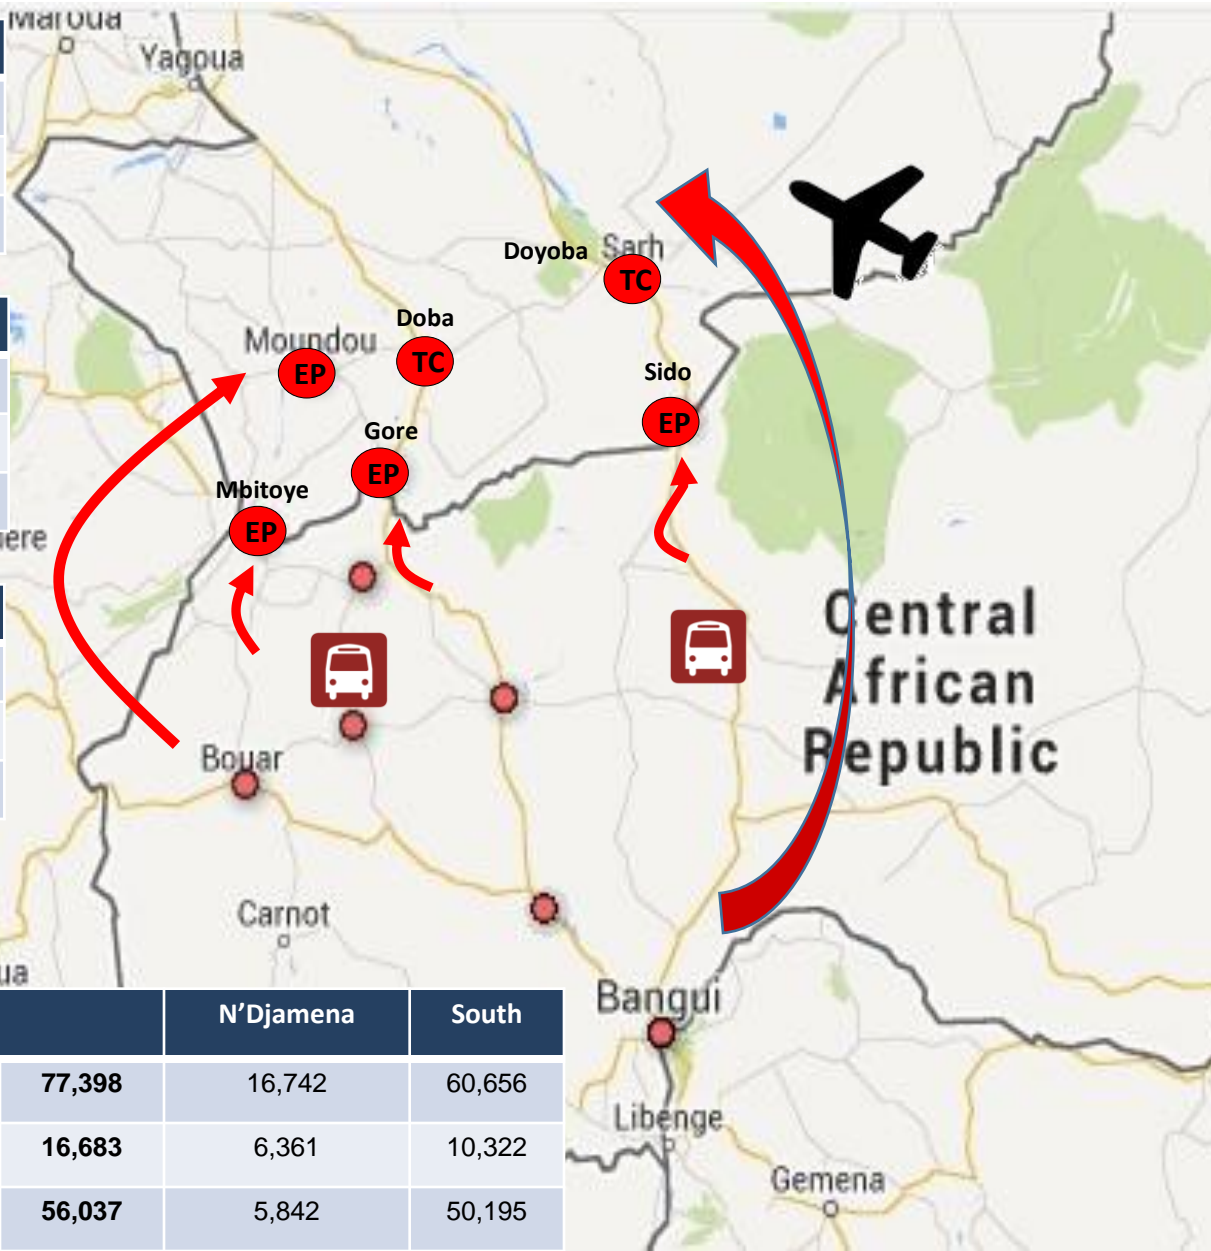 Maroua
Yagoua
Doyoba
Sarh
TC
Doba
Moundou
TC
EP
Sido
Gore
EP
EP
Mbitoye
EP
ere
Central
African
Republic
Bouar
Carnot
ua
Bangui
N'Djamena South
77,398 16,742 60,656
16,683 6,361 10,322
56,037 5,842 50,195
Libenge
Gemena